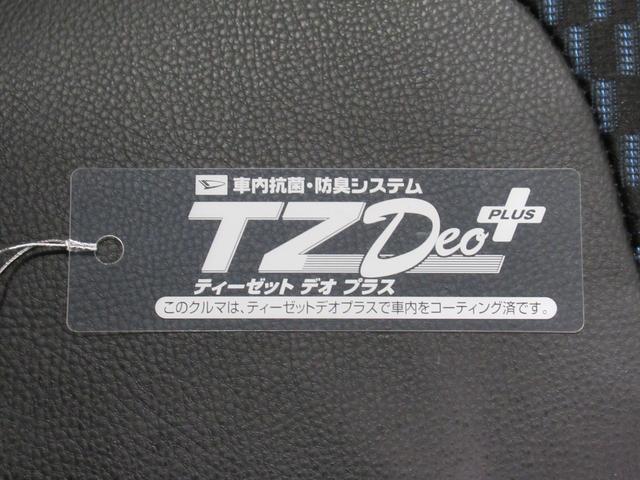 車内抗菌・防臭システム
TZ Deo PLUS
ティーゼット デオ プラス
このクルマは、ティーゼットデオプラスで車内をコーティング済です。